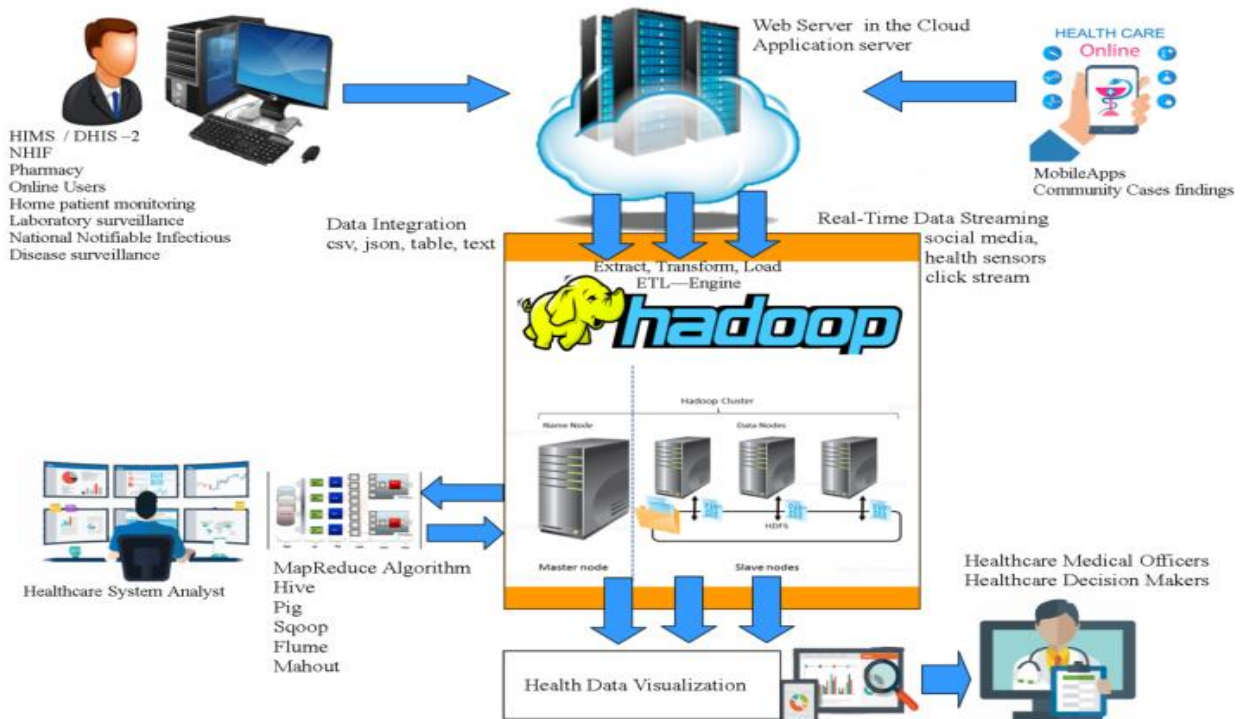 Web Server in the Cloud
Application server
HEALTH CARE
Online
HIMS / DHIS –2
NHIF
Pharmacy
Online Users
Home patient monitoring
Laboratory surveillance
National Notifiable Infectious
Disease surveillance
MobileApps
Community Cases findings
Data Integration
csv, json, table, text
Real-Time Data Streaming
social media,
health sensors
click stream
Extract, Transform, Load
ETL—Engine
hadoop
Hadoop Cluster
Name Node
Data Nodes
HDFS
Master node
Slave nodes
Healthcare System Analyst
MapReduce Algorithm
Hive
Pig
Sqoop
Flume
Mahout
Healthcare Medical Officers
Healthcare Decision Makers
Health Data Visualization